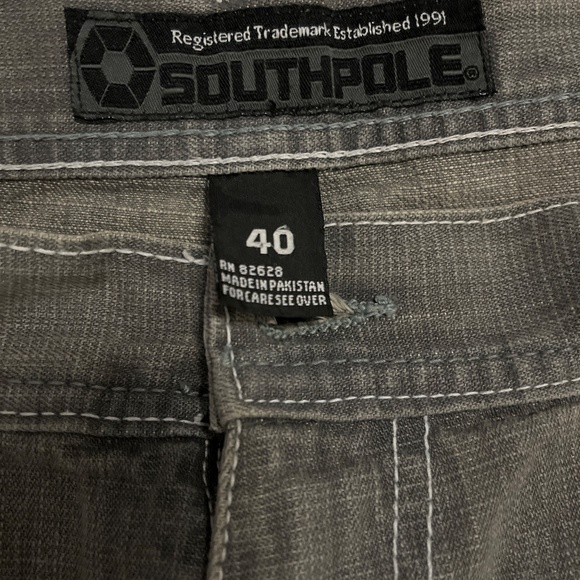 Registered Trademark Established 1991
SOUTHPOLE®
40
RN 82628
MADE IN PAKISTAN
FOR CARE SEE OVER